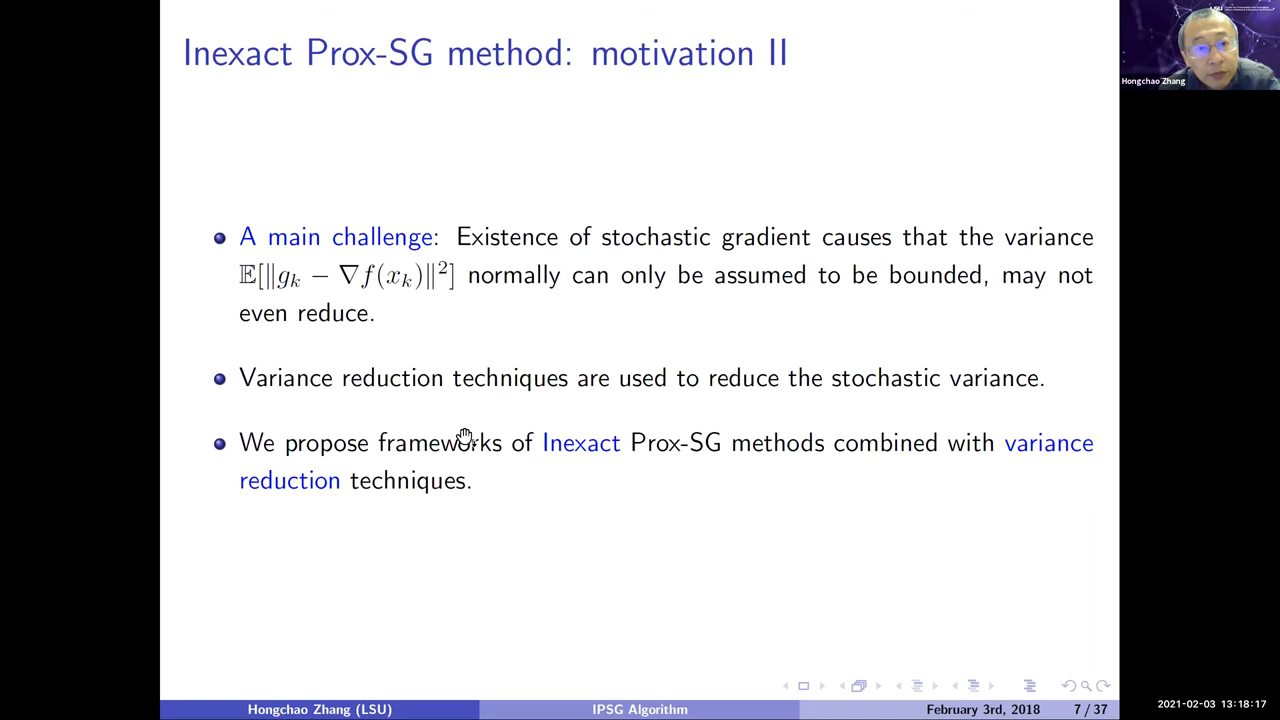 Inexact Prox-SG method: motivation II
A main challenge: Existence of stochastic gradient causes that the variance
𝔼[‖g_k − ∇f(x_k)‖²] normally can only be assumed to be bounded, may not
even reduce.
Variance reduction techniques are used to reduce the stochastic variance.
We propose frameworks of Inexact Prox-SG methods combined with variance
reduction techniques.
Hongchao Zhang (LSU)
IPSG Algorithm
February 3rd, 2018
7 / 37
LSU
Hongchao Zhang
2021-02-03 13:18:17